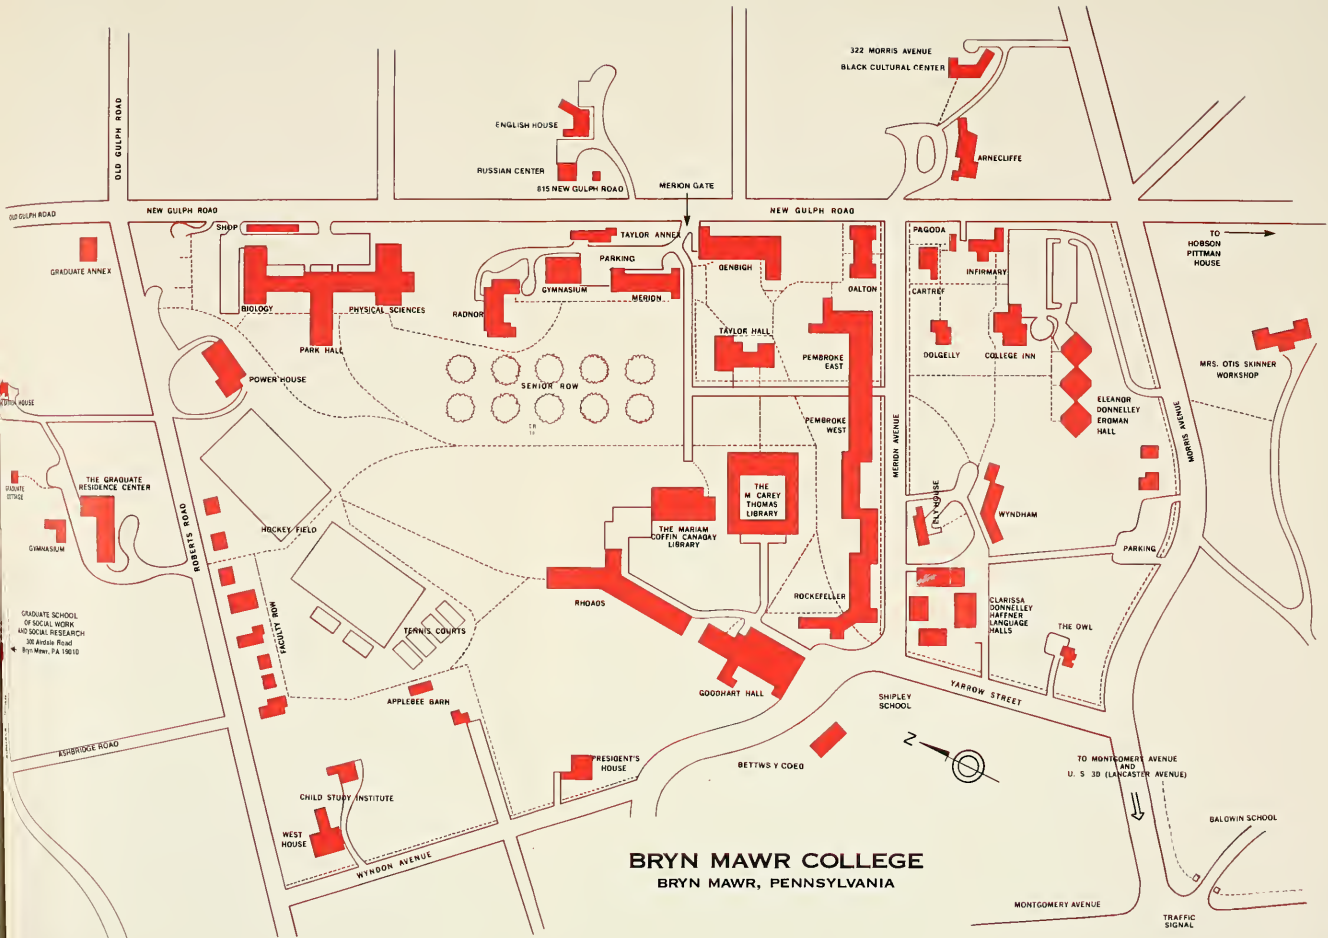 322 MORRIS AVENUE
BLACK CULTURAL CENTER
OLD GULPH ROAD
ENGLISH HOUSE
ARNECLIFFE
RUSSIAN CENTER
815 NEW GULPH ROAD
MERION GATE
OLD GULPH ROAD
NEW GULPH ROAD
NEW GULPH ROAD
SHOP
TAYLOR ANNEX
PAGODA
TO
HOBSON
PITTMAN
HOUSE
GRADUATE ANNEX
PARKING
DENBIGH
INFIRMARY
GYMNASIUM
MERION
DALTON
CARTREF
BIOLOGY
PHYSICAL SCIENCES
RADNOR
TAYLOR HALL
PARK HALL
PEMBROKE
EAST
DOLGELLY
COLLEGE INN
MRS. OTIS SKINNER
WORKSHOP
POWER HOUSE
SENIOR ROW
HOUSE
ELEANOR
DONNELLEY
ERDMAN
HALL
PEMBROKE
WEST
MERION AVENUE
MORRIS AVENUE
THE GRADUATE
RESIDENCE CENTER
GRADUATE
COTTAGE
THE
M CAREY
THOMAS
LIBRARY
ELY HOUSE
WYNDHAM
ROBERTS ROAD
HOCKEY FIELD
THE MARIAM
COFFIN CANADAY
LIBRARY
GYMNASIUM
PARKING
RHOADS
ROCKEFELLER
CLARISSA
DONNELLEY
HAFFNER
LANGUAGE
HALLS
GRADUATE SCHOOL
OF SOCIAL WORK
AND SOCIAL RESEARCH
300 Airdale Road
Bryn Mawr, PA 19010
FACULTY ROW
TENNIS COURTS
THE OWL
APPLEBEE BARN
GOODHART HALL
SHIPLEY
SCHOOL
YARROW STREET
ASHBRIDGE ROAD
N
PRESIDENT'S
HOUSE
BETTWS Y COED
TO MONTGOMERY AVENUE
AND
U. S 30 (LANCASTER AVENUE)
CHILD STUDY INSTITUTE
WEST
HOUSE
WYNDON AVENUE
BALDWIN SCHOOL
BRYN MAWR COLLEGE
BRYN MAWR, PENNSYLVANIA
MONTGOMERY AVENUE
TRAFFIC
SIGNAL